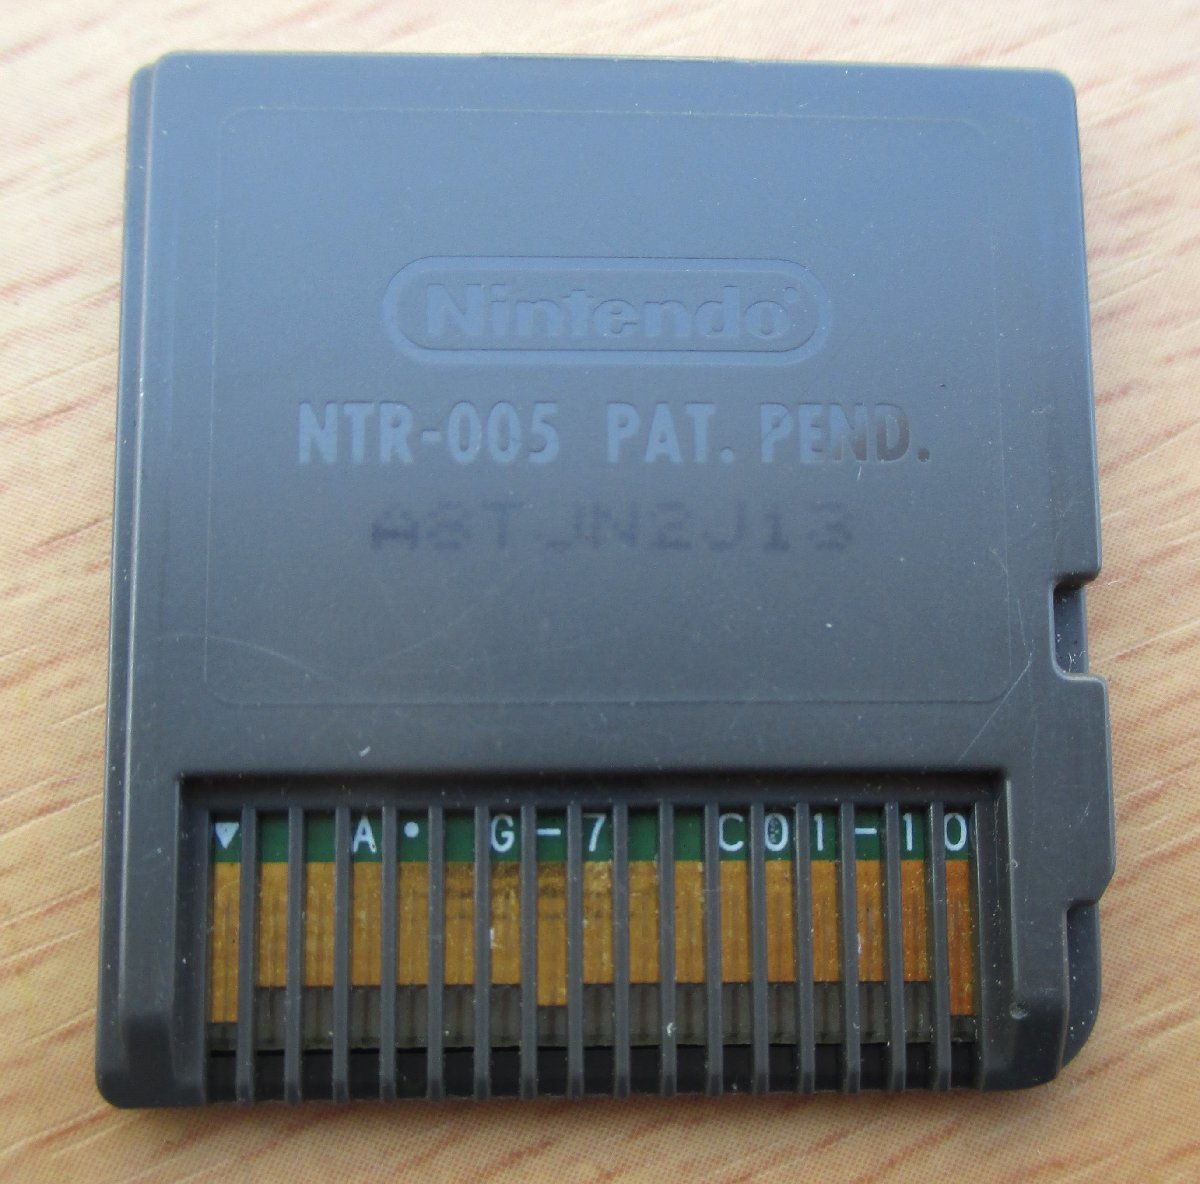 Nintendo®
NTR-005 PAT. PEND.
A8TJN2J13
▼ A • G-7 C01-10